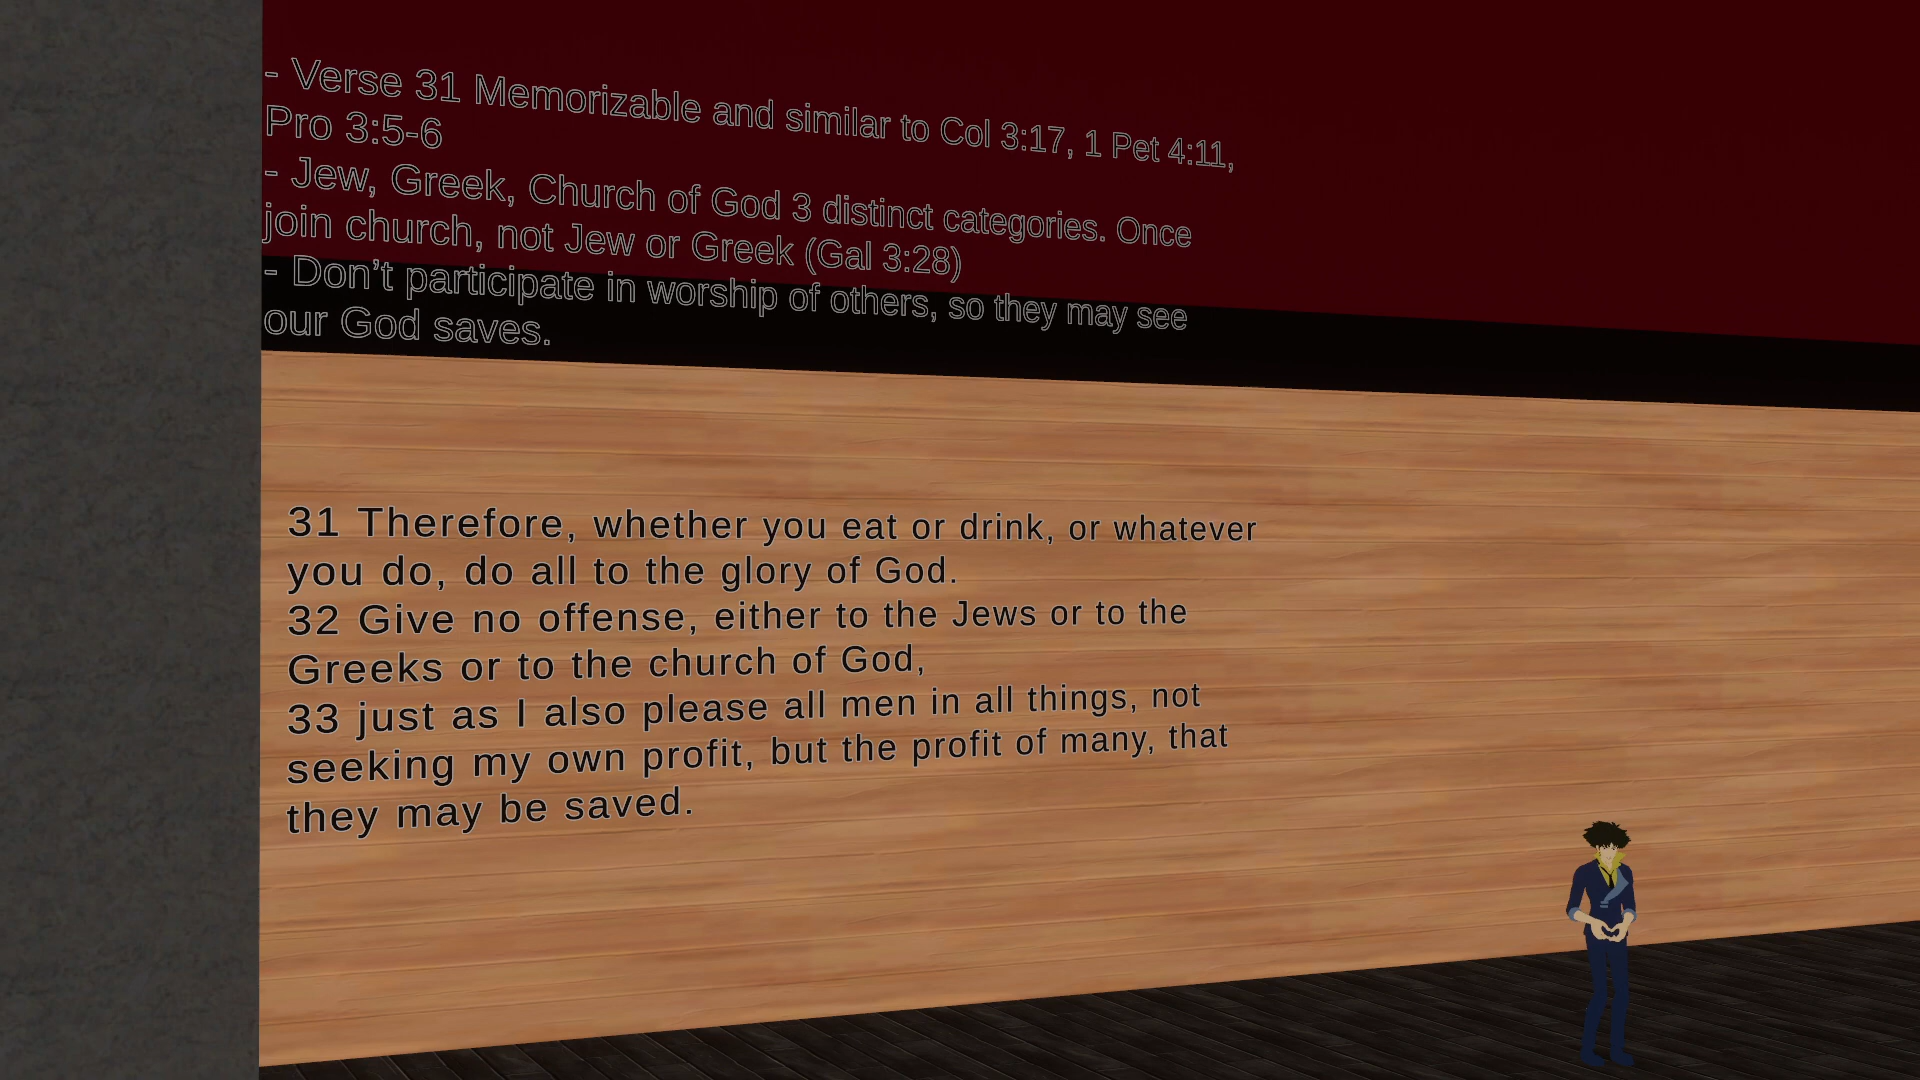 - Verse 31 Memorizable and similar to Col 3:17, 1 Pet 4:11,
Pro 3:5-6
- Jew, Greek, Church of God 3 distinct categories. Once
join church, not Jew or Greek (Gal 3:28)
- Don’t participate in worship of others, so they may see
our God saves.
31 Therefore, whether you eat or drink, or whatever
you do, do all to the glory of God.
32 Give no offense, either to the Jews or to the
Greeks or to the church of God,
33 just as I also please all men in all things, not
seeking my own profit, but the profit of many, that
they may be saved.